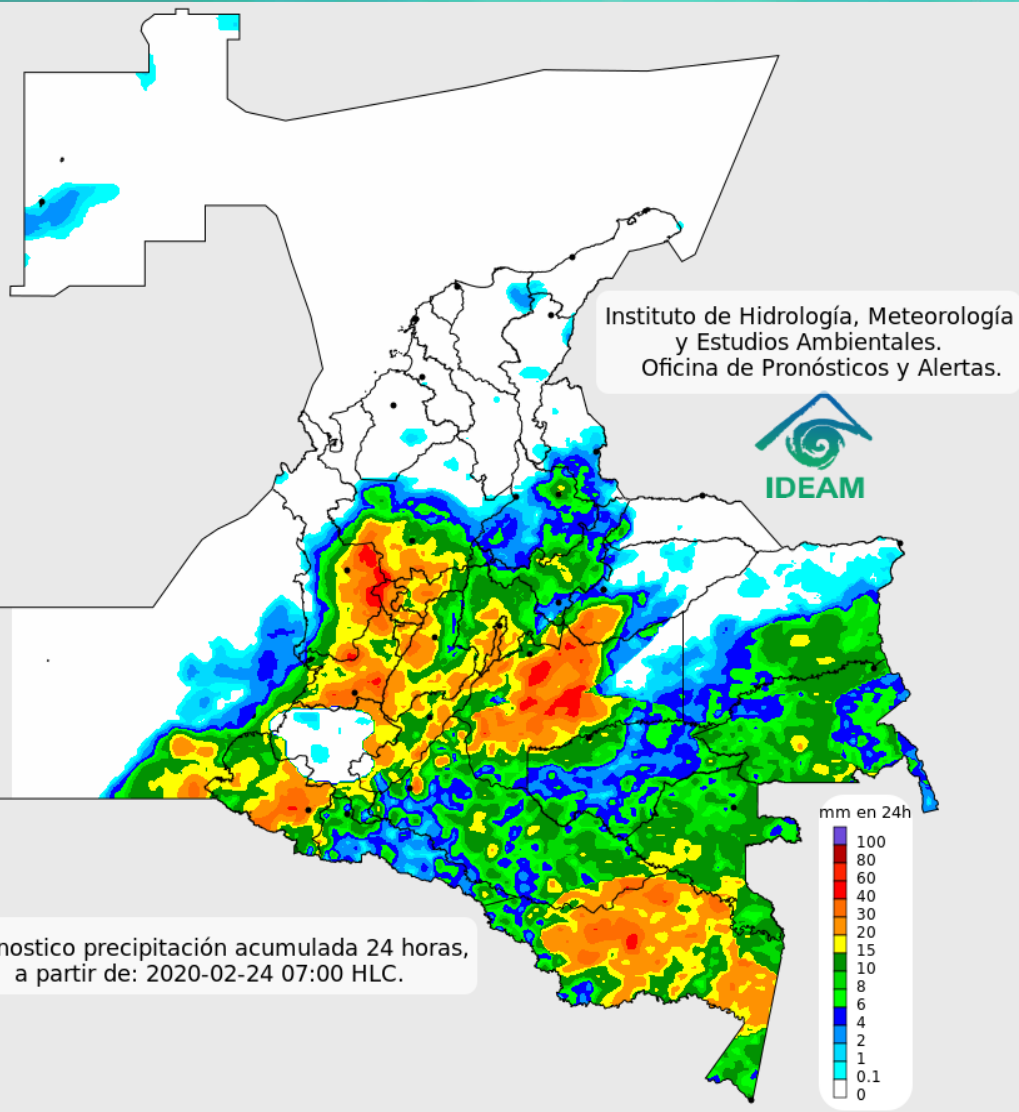 Instituto de Hidrología, Meteorología
y Estudios Ambientales.
Oficina de Pronósticos y Alertas.
IDEAM
mm en 24h
100
80
60
40
30
20
15
10
8
6
4
2
1
0.1
0
nostico precipitación acumulada 24 horas,
a partir de: 2020-02-24 07:00 HLC.